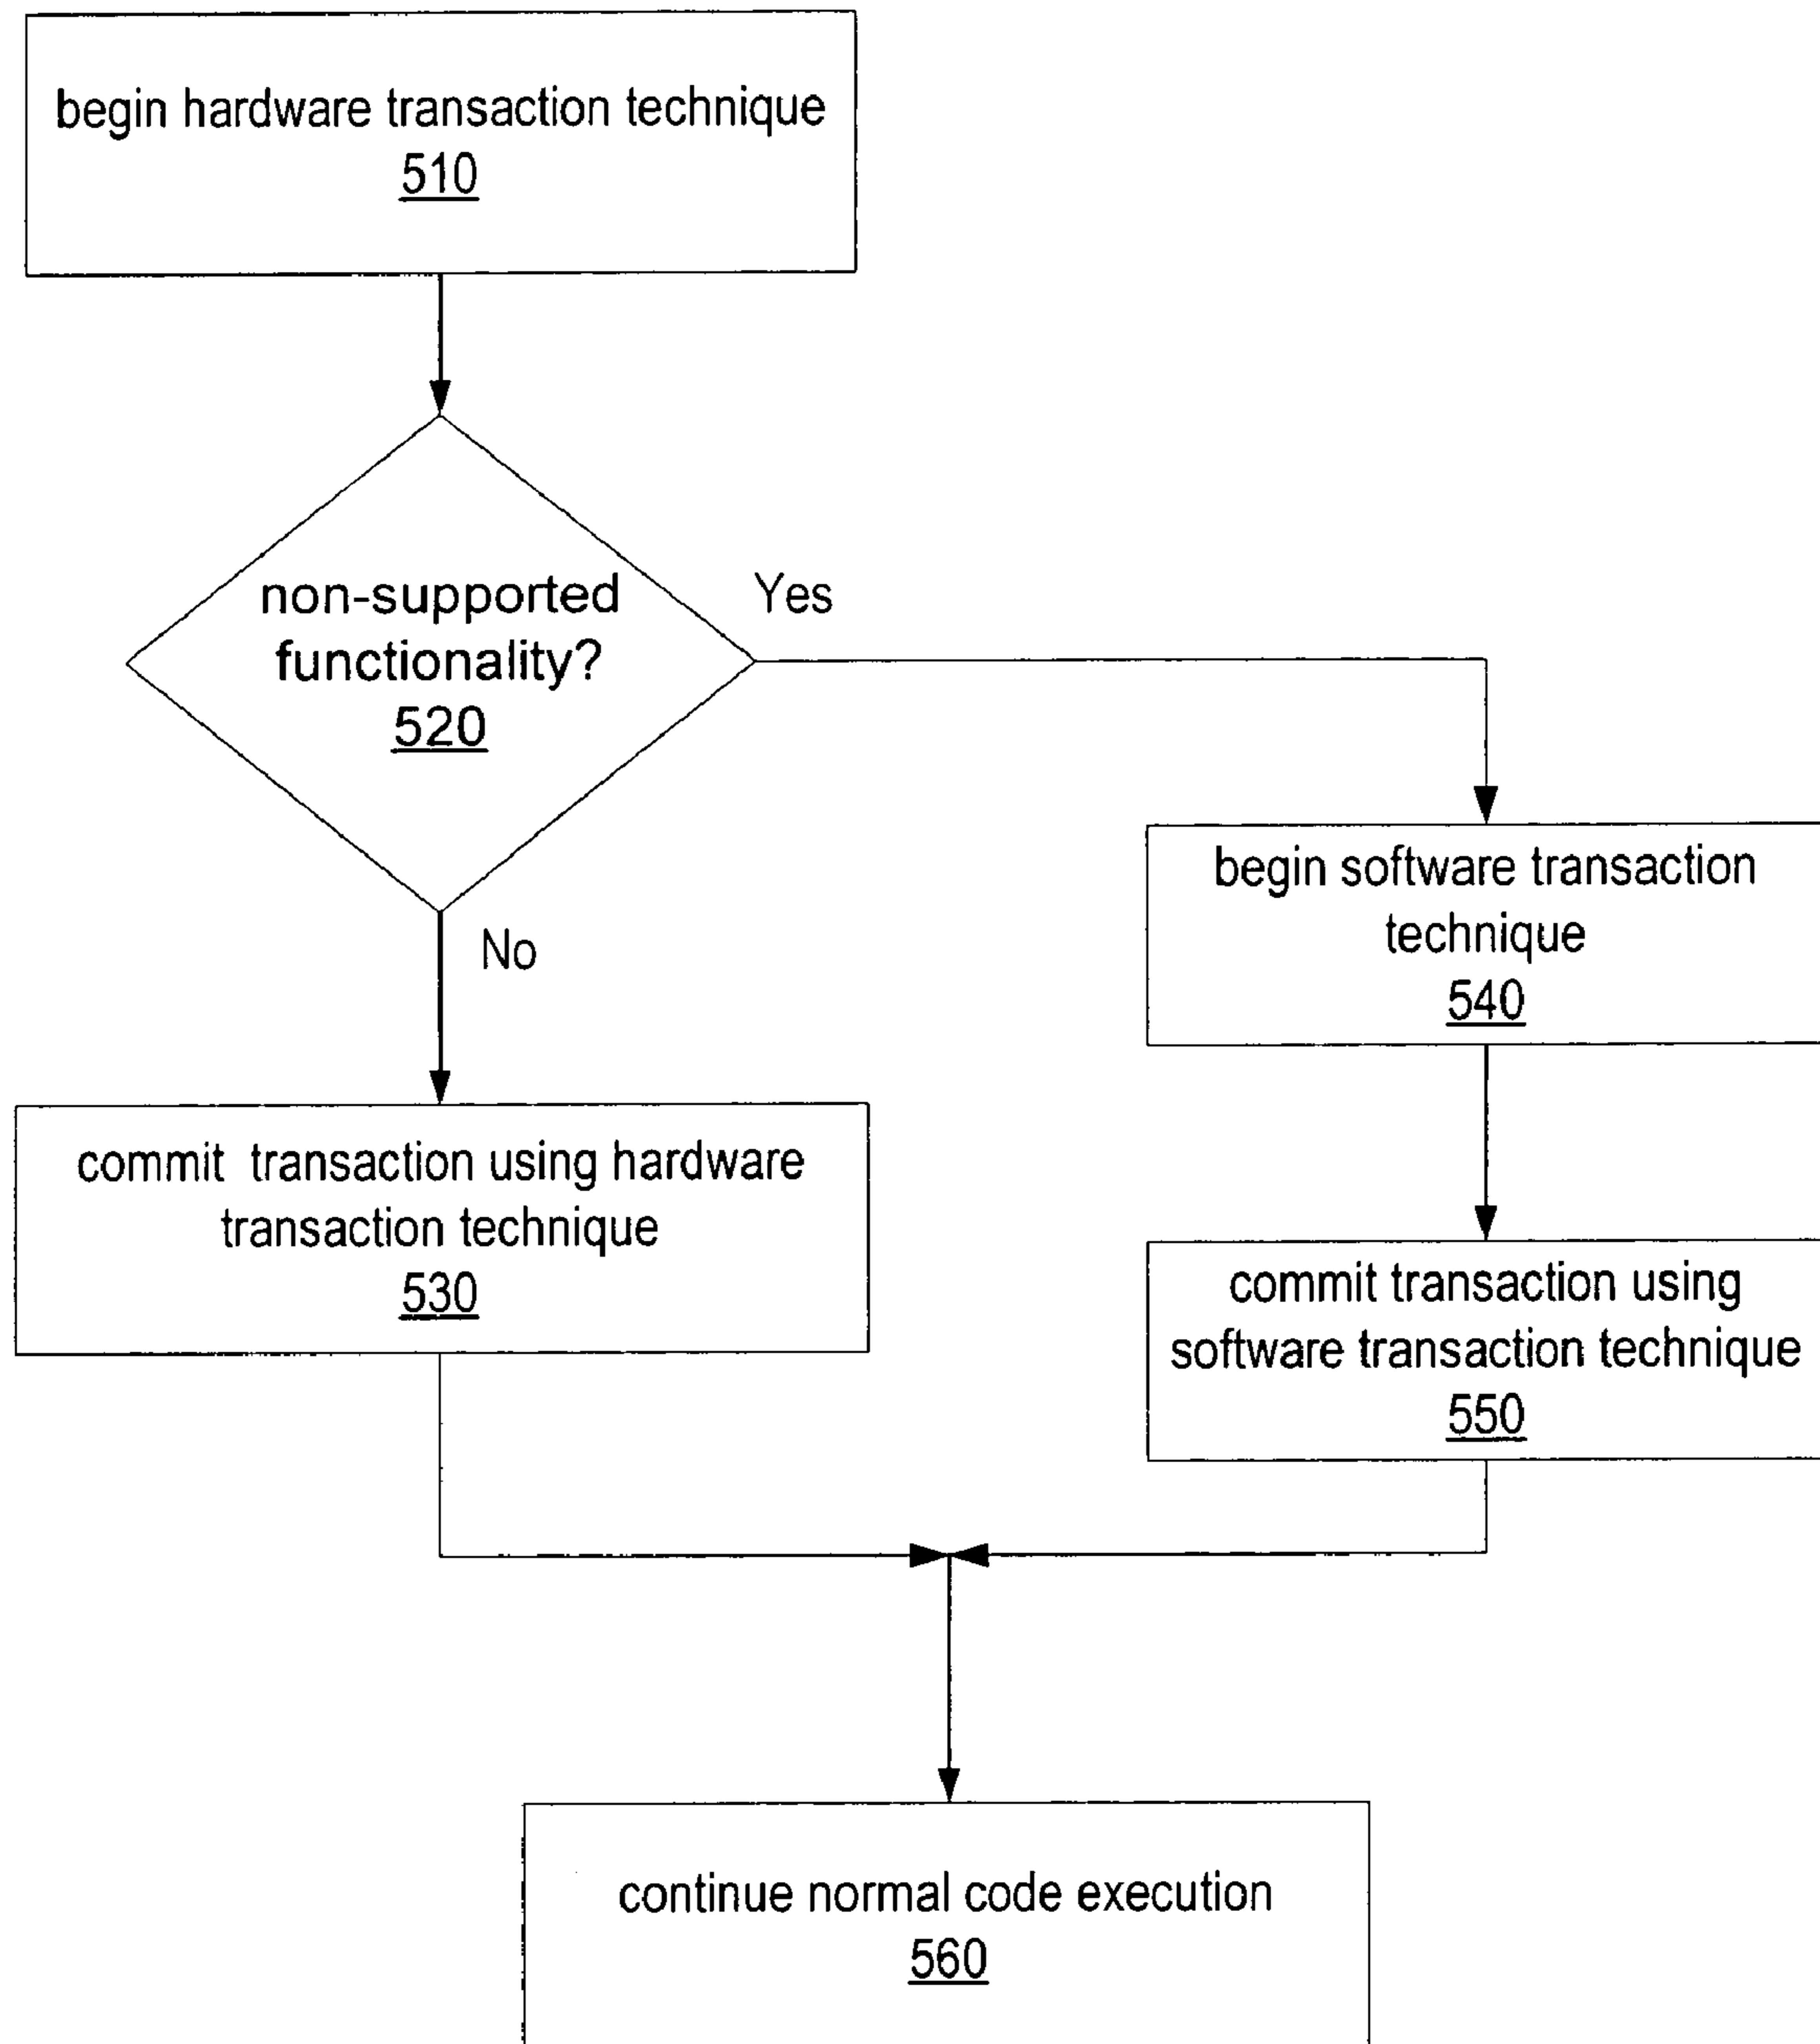 begin hardware transaction technique
510
non-supported
functionality?
520
Yes
No
begin software transaction
technique
540
commit transaction using hardware
transaction technique
530
commit transaction using
software transaction technique
550
continue normal code execution
560